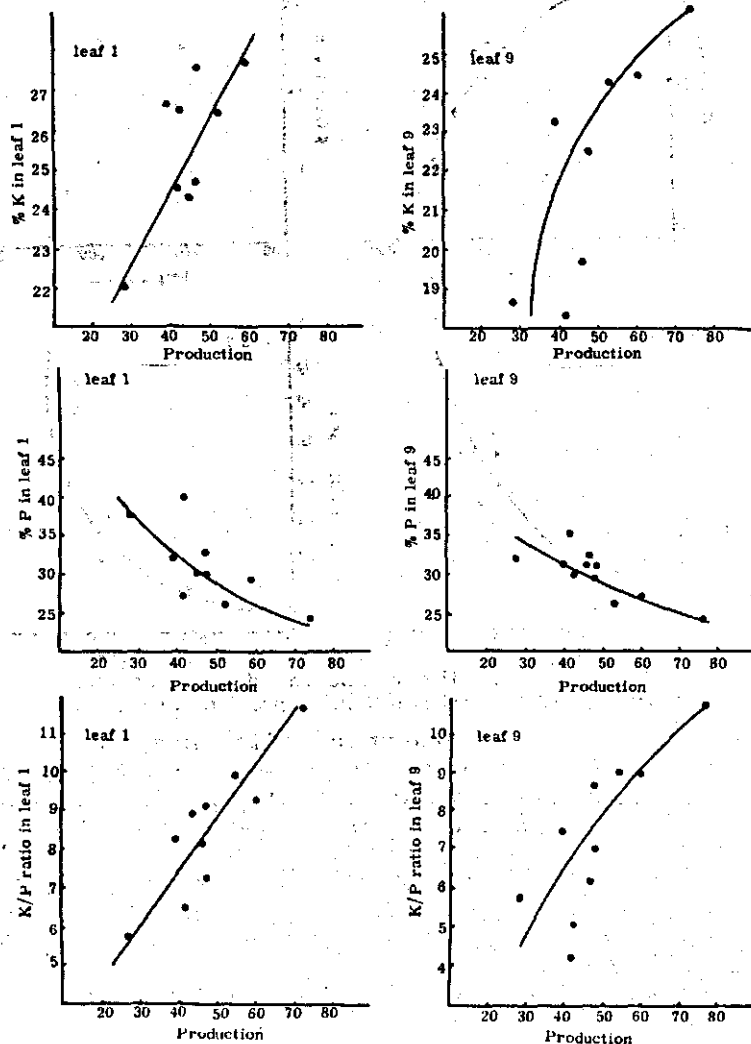 leaf 1
% K in leaf 1
27
26
25
24
23
22
20 30 40 50 60 70 80
Production
leaf 9
% K in leaf 9
25
24
23
22
21
20
19
18
20 30 40 50 60 70 80
Production
leaf 1
% P in leaf 1
45
40
35
30
25
20 30 40 50 60 70 80
Production
leaf 9
% P in leaf 9
45
40
35
30
25
20 30 40 50 60 70 80
Production
leaf 1
K/P ratio in leaf 1
11
10
9
8
7
6
5
20 30 40 50 60 70 80
Production
leaf 9
K/P ratio in leaf 9
10
9
8
7
6
5
4
20 30 40 50 60 70 80
Production